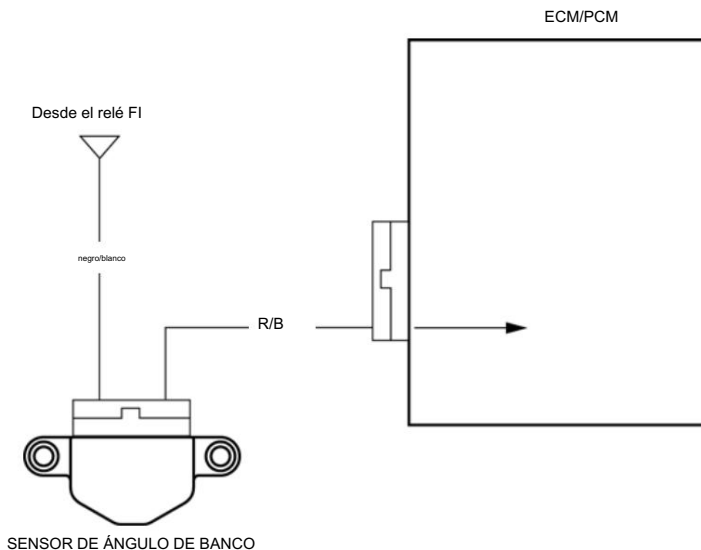 ECM/PCM
Desde el relé FI
negro/blanco
R/B
SENSOR DE ÁNGULO DE BANCO